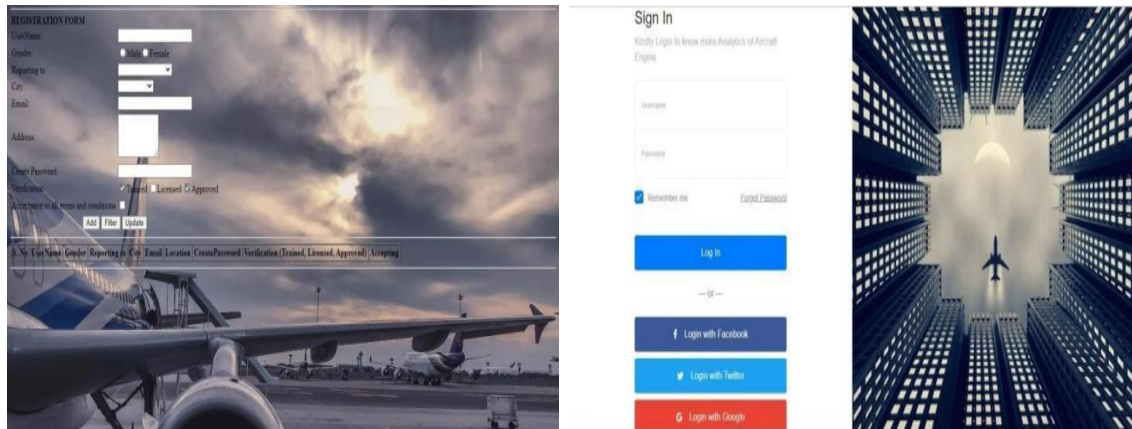 REGISTRATION FORM
UserName:
Gender Male Female
Reporting to
City
Email:
Address
Create Password:
Verification Trained Licensed Approved
Acceptance to all terms and conditions
Add Filter Update
S. No UserName Gender Reporting to City Email Location CreatePassword Verification (Trained, Licensed, Approved) Accepting
Sign In
Kindly Login to know more Analytics of Aircraft
Engine
Username
Password
Remember me Forgot Password
Log In
— or —
f Login with Facebook
Login with Twitter
G Login with Google